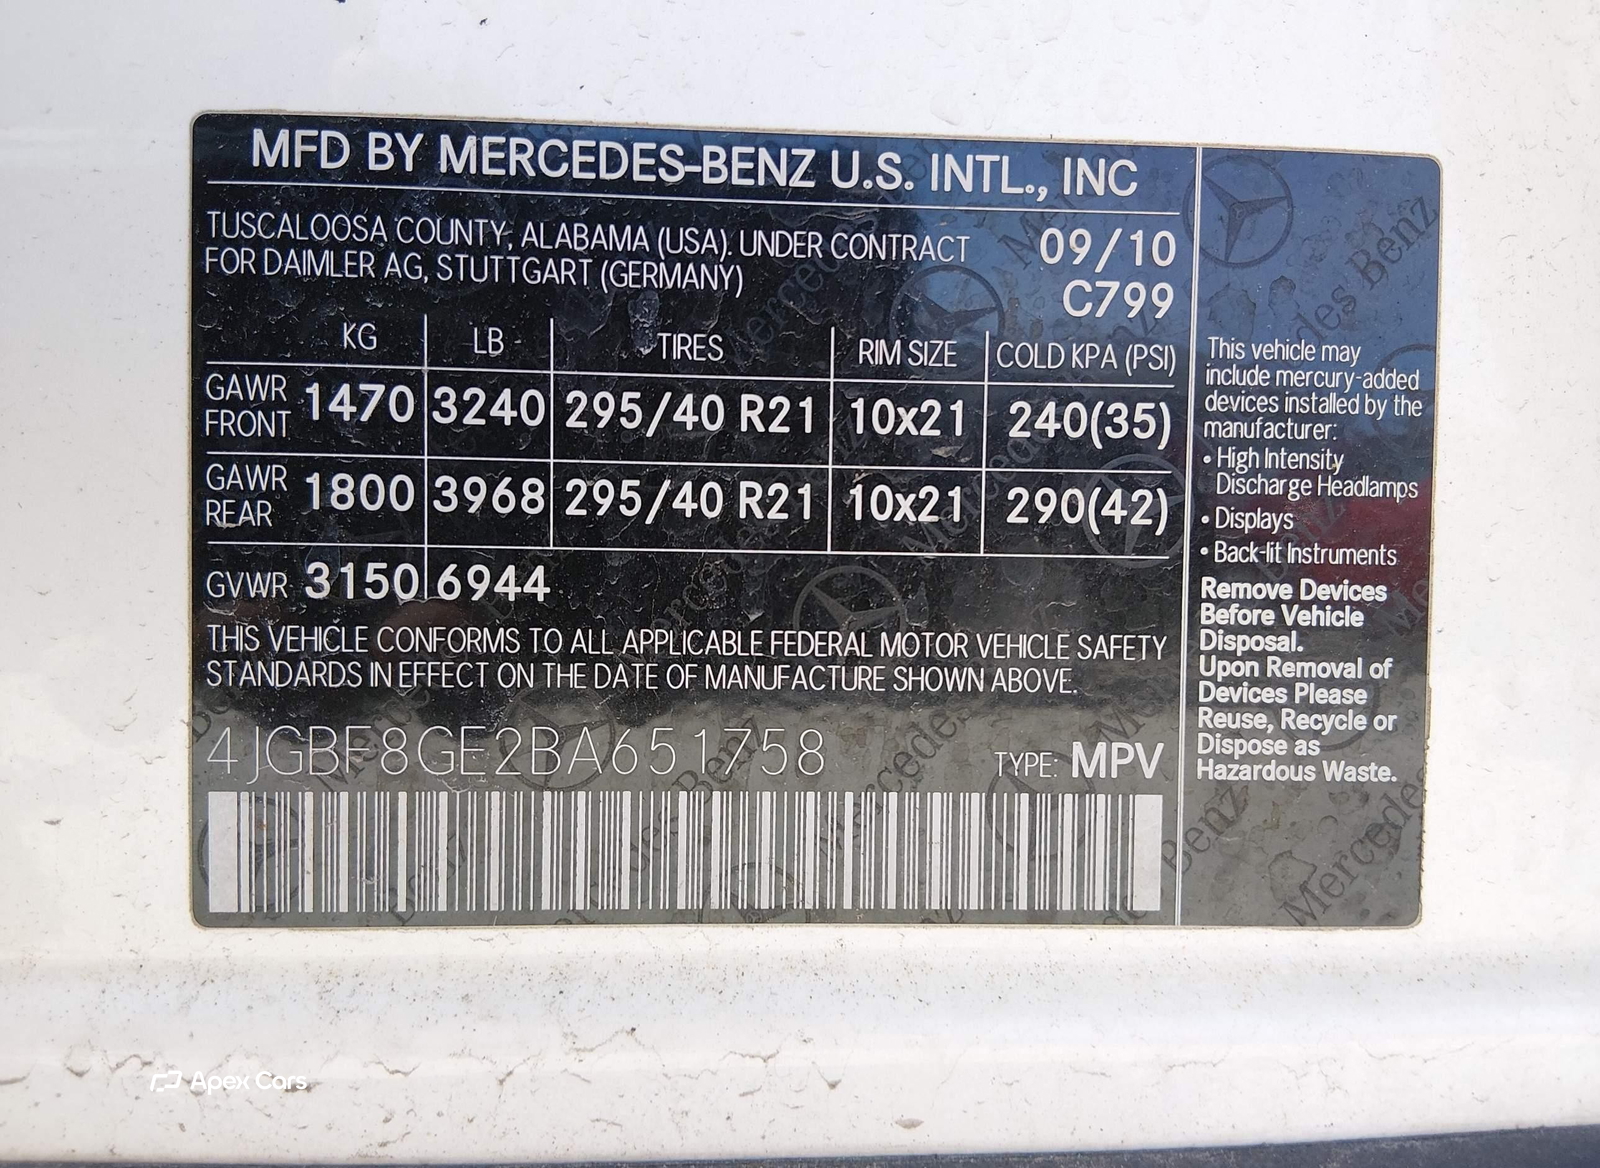 MFD BY MERCEDES-BENZ U.S. INTL., INC
TUSCALOOSA COUNTY, ALABAMA (USA). UNDER CONTRACT
FOR DAIMLER AG, STUTTGART (GERMANY)
09/10
C799
KG LB TIRES RIM SIZE COLD KPA (PSI)
GAWR FRONT 1470 3240 295/40 R21 10x21 240(35)
GAWR REAR 1800 3968 295/40 R21 10x21 290(42)
GVWR 3150 6944
THIS VEHICLE CONFORMS TO ALL APPLICABLE FEDERAL MOTOR VEHICLE SAFETY
STANDARDS IN EFFECT ON THE DATE OF MANUFACTURE SHOWN ABOVE.
4JGBF8GE2BA651758 TYPE: MPV
This vehicle may
include mercury-added
devices installed by the
manufacturer:
• High Intensity
Discharge Headlamps
• Displays
• Back-lit Instruments
Remove Devices
Before Vehicle
Disposal.
Upon Removal of
Devices Please
Reuse, Recycle or
Dispose as
Hazardous Waste.
Apex Cars